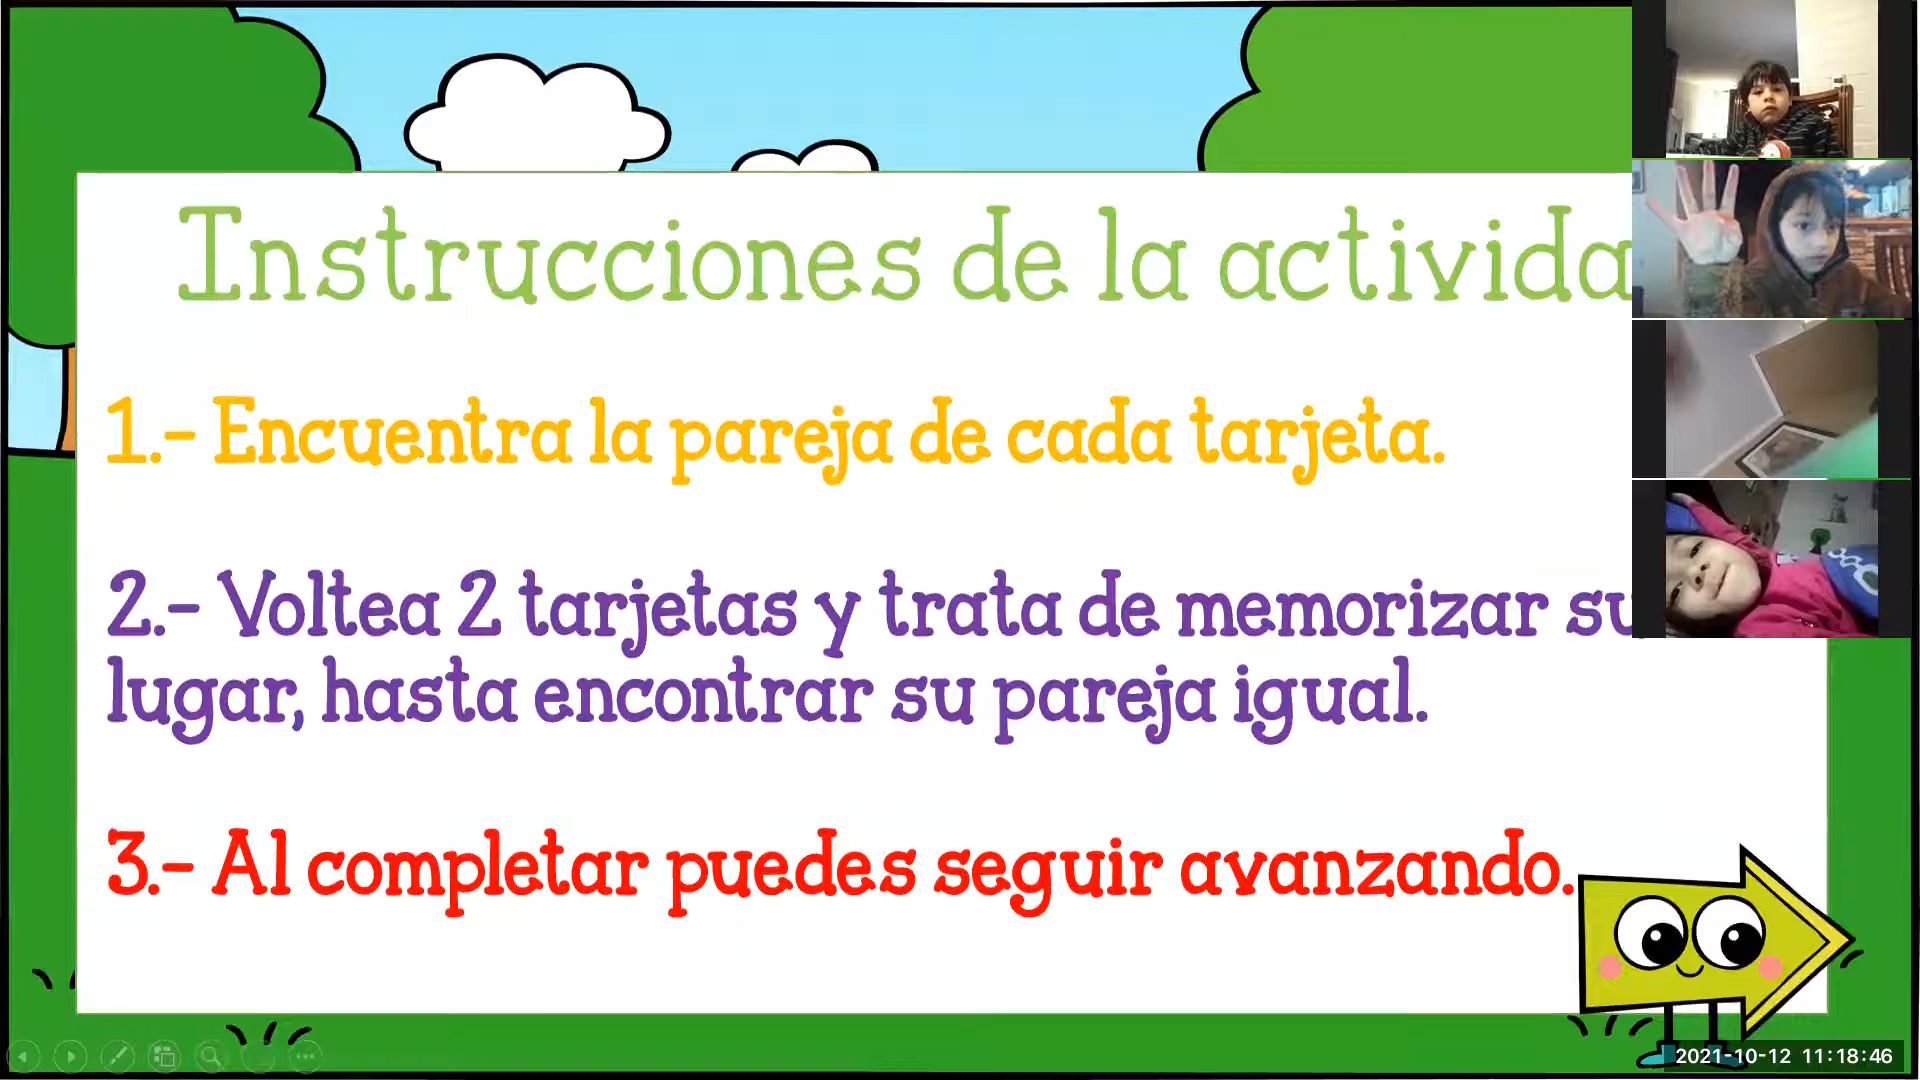 Instrucciones de la activida
1.- Encuentra la pareja de cada tarjeta.
2.- Voltea 2 tarjetas y trata de memorizar su
lugar, hasta encontrar su pareja igual.
3.- Al completar puedes seguir avanzando.
2021-10-12 11:18:46